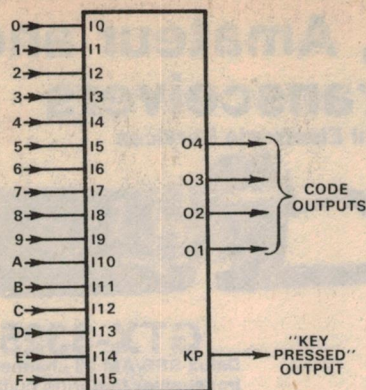 Amateur
0 I0
1 I1
2 I2
3 I3
4 I4
5 I5
6 I6
7 I7
8 I8
9 I9
A I10
B I11
C I12
D I13
E I14
F I15
O4
O3
O2
O1
CODE
OUTPUTS
KP
"KEY
PRESSED"
OUTPUT